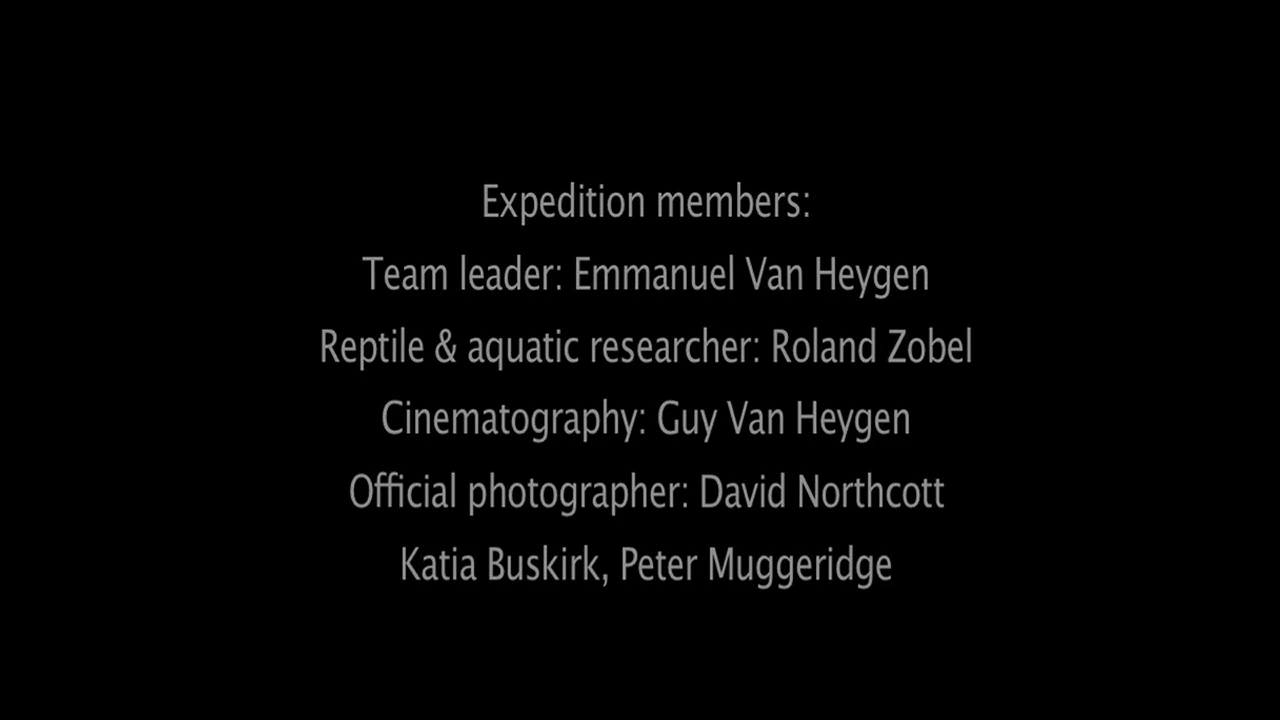 Expedition members:
Team leader: Emmanuel Van Heygen
Reptile & aquatic researcher: Roland Zobel
Cinematography: Guy Van Heygen
Official photographer: David Northcott
Katia Buskirk, Peter Muggeridge